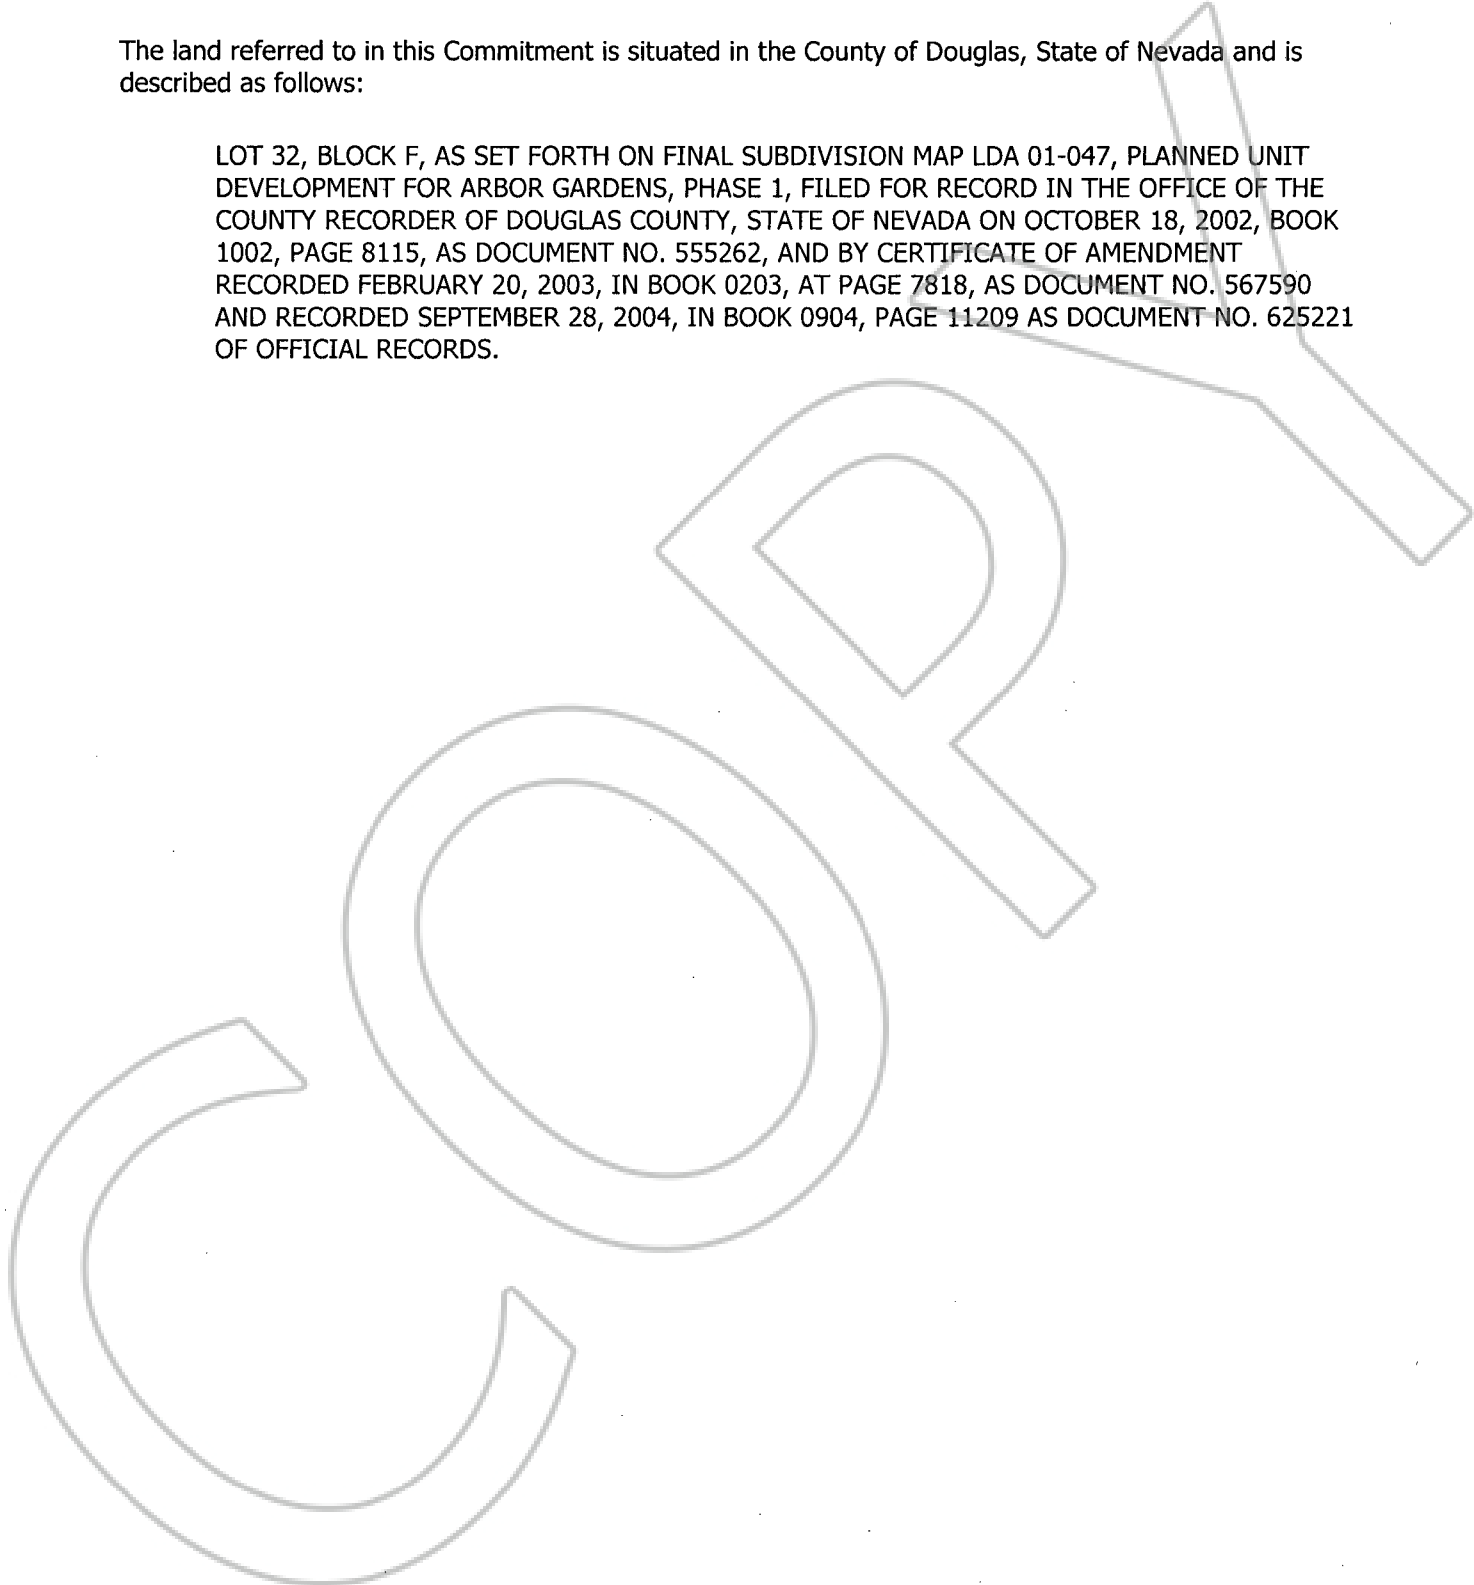 The land referred to in this Commitment is situated in the County of Douglas, State of Nevada and is
described as follows:
LOT 32, BLOCK F, AS SET FORTH ON FINAL SUBDIVISION MAP LDA 01-047, PLANNED UNIT
DEVELOPMENT FOR ARBOR GARDENS, PHASE 1, FILED FOR RECORD IN THE OFFICE OF THE
COUNTY RECORDER OF DOUGLAS COUNTY, STATE OF NEVADA ON OCTOBER 18, 2002, BOOK
1002, PAGE 8115, AS DOCUMENT NO. 555262, AND BY CERTIFICATE OF AMENDMENT
RECORDED FEBRUARY 20, 2003, IN BOOK 0203, AT PAGE 7818, AS DOCUMENT NO. 567590
AND RECORDED SEPTEMBER 28, 2004, IN BOOK 0904, PAGE 11209 AS DOCUMENT NO. 625221
OF OFFICIAL RECORDS.
COPY